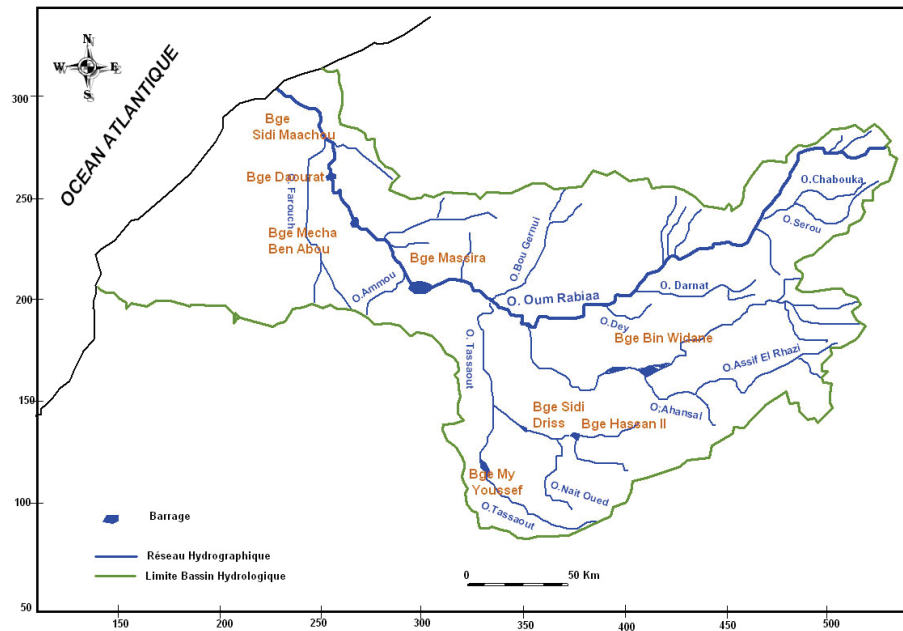 N
W E
S
OCEAN ATLANTIQUE
300
250
200
150
100
50
Bge
Sidi Maachou
Bge Daourat
O. Farouch
Bge Mecha
Ben Abou
Bge Massira
O.Ammou
O.Bou Gernui
O. Oum Rabiaa
O.Chabouka
O.Serou
O. Darnat
O.Dey
Bge Bin Widane
O.Assif El Rhazi
O. Tassaout
O;Ahansal
Bge Sidi
Driss
Bge Hassan II
Bge My
Youssef
O.Nait Oued
O.Tassaout
Barrage
Réseau Hydrographique
Limite Bassin Hydrologique
0 50 Km
150 200 250 300 350 400 450 500